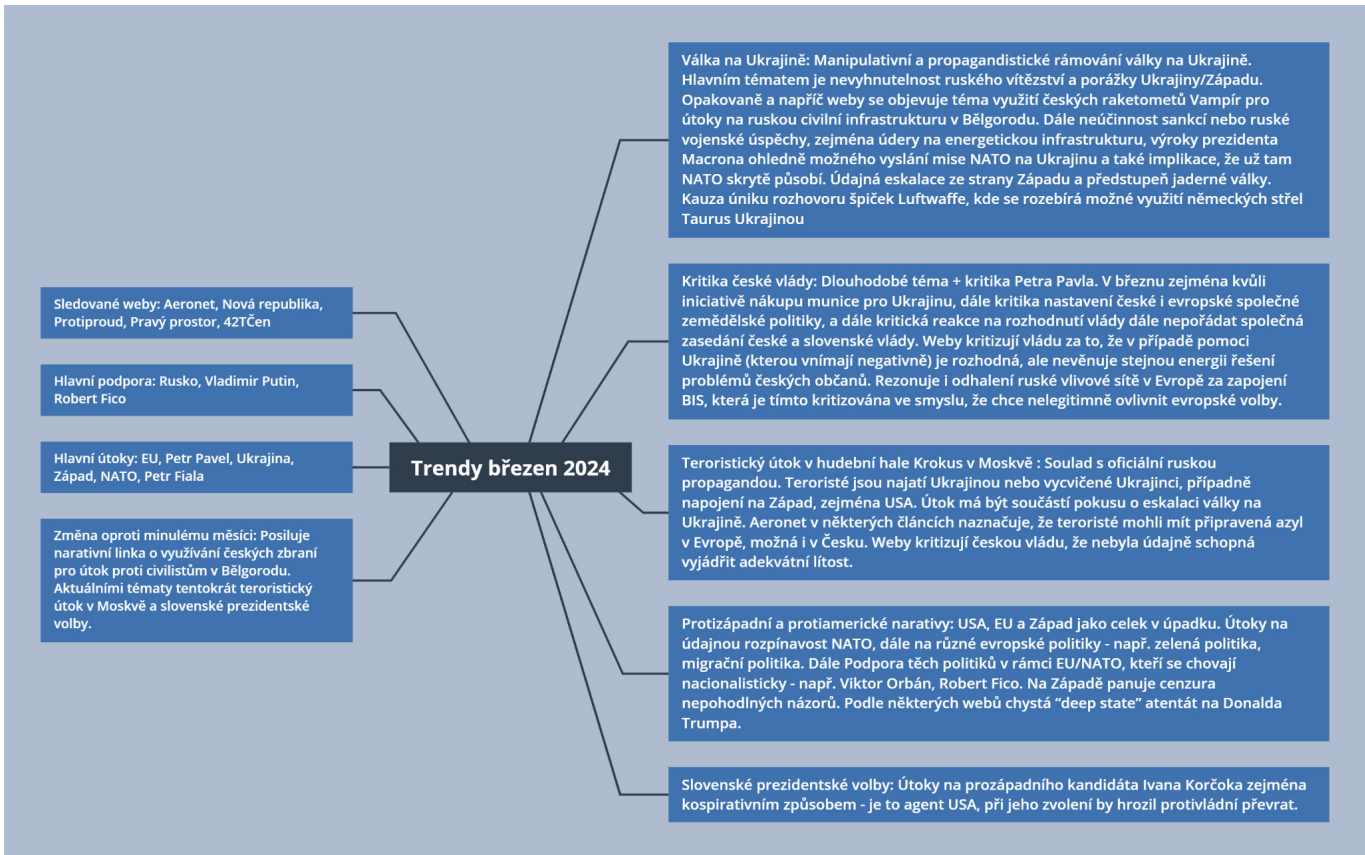 Sledované weby: Aeronet, Nová republika,
Protiproud, Pravý prostor, 42TČen
Hlavní podpora: Rusko, Vladimir Putin,
Robert Fico
Hlavní útoky: EU, Petr Pavel, Ukrajina,
Západ, NATO, Petr Fiala
Změna oproti minulému měsíci: Posiluje
narativní linka o využívání českých zbraní
pro útok proti civilistům v Bělgorodu.
Aktuálními tématy tentokrát teroristický
útok v Moskvě a slovenské prezidentské
volby.
Trendy březen 2024
Válka na Ukrajině: Manipulativní a propagandistické rámování války na Ukrajině.
Hlavním tématem je nevyhnutelnost ruského vítězství a porážky Ukrajiny/Západu.
Opakovaně a napříč weby se objevuje téma využití českých raketometů Vampír pro
útoky na ruskou civilní infrastrukturu v Bělgorodu. Dále neúčinnost sankcí nebo ruské
vojenské úspěchy, zejména údery na energetickou infrastrukturu, výroky prezidenta
Macrona ohledně možného vyslání mise NATO na Ukrajinu a také implikace, že už tam
NATO skrytě působí. Údajná eskalace ze strany Západu a předstupeň jaderné války.
Kauza úniku rozhovoru špiček Luftwaffe, kde se rozebírá možné využití německých střel
Taurus Ukrajinou
Kritika české vlády: Dlouhodobé téma + kritika Petra Pavla. V březnu zejména kvůli
iniciativě nákupu munice pro Ukrajinu, dále kritika nastavení české i evropské společné
zemědělské politiky, a dále kritická reakce na rozhodnutí vlády dále nepořádat společná
zasedání české a slovenské vlády. Weby kritizují vládu za to, že v případě pomoci
Ukrajině (kterou vnímají negativně) je rozhodná, ale nevěnuje stejnou energii řešení
problémů českých občanů. Rezonuje i odhalení ruské vlivové sítě v Evropě za zapojení
BIS, která je tímto kritizována ve smyslu, že chce nelegitimně ovlivnit evropské volby.
Teroristický útok v hudební hale Krokus v Moskvě : Soulad s oficiální ruskou
propagandou. Teroristé jsou najatí Ukrajinou nebo vycvičené Ukrajinci, případně
napojení na Západ, zejména USA. Útok má být součástí pokusu o eskalaci války na
Ukrajině. Aeronet v některých článcích naznačuje, že teroristé mohli mít připravená azyl
v Evropě, možná i v Česku. Weby kritizují českou vládu, že nebyla údajně schopná
vyjádřit adekvátní lítost.
Protizápadní a protiamerické narativy: USA, EU a Západ jako celek v úpadku. Útoky na
údajnou rozpínavost NATO, dále na různé evropské politiky - např. zelená politika,
migrační politika. Dále Podpora těch politiků v rámci EU/NATO, kteří se chovají
nacionalisticky - např. Viktor Orbán, Robert Fico. Na Západě panuje cenzura
nepohodlných názorů. Podle některých webů chystá “deep state” atentát na Donalda
Trumpa.
Slovenské prezidentské volby: Útoky na prozápadního kandidáta Ivana Korčoka zejména
kospirativním způsobem - je to agent USA, při jeho zvolení by hrozil protivládní převrat.